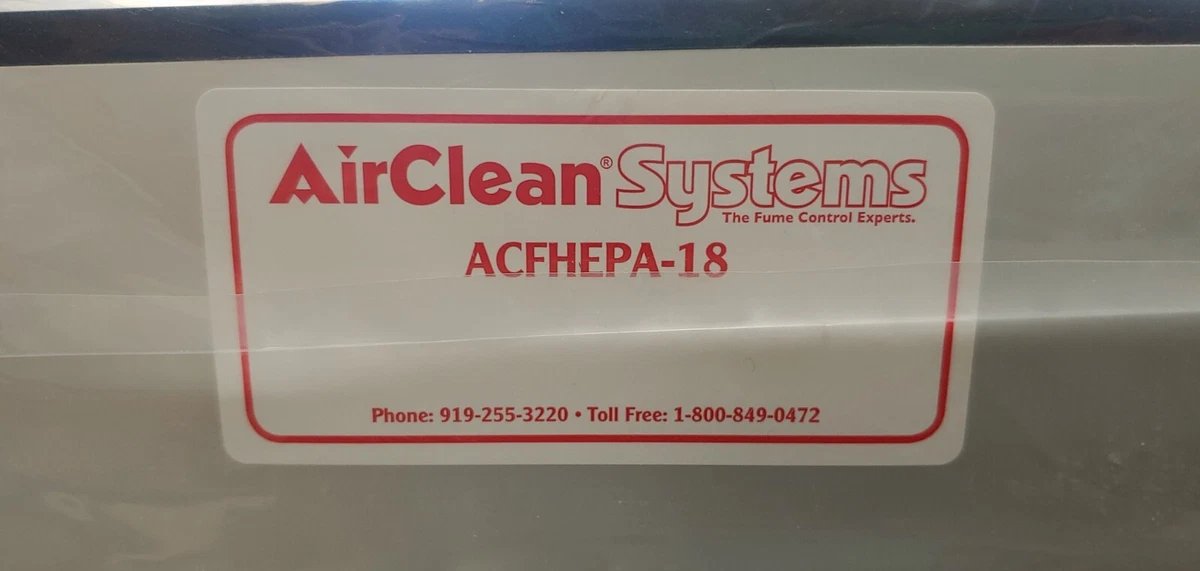 AirClean® Systems
The Fume Control Experts.
ACFHEPA-18
Phone: 919-255-3220 • Toll Free: 1-800-849-0472